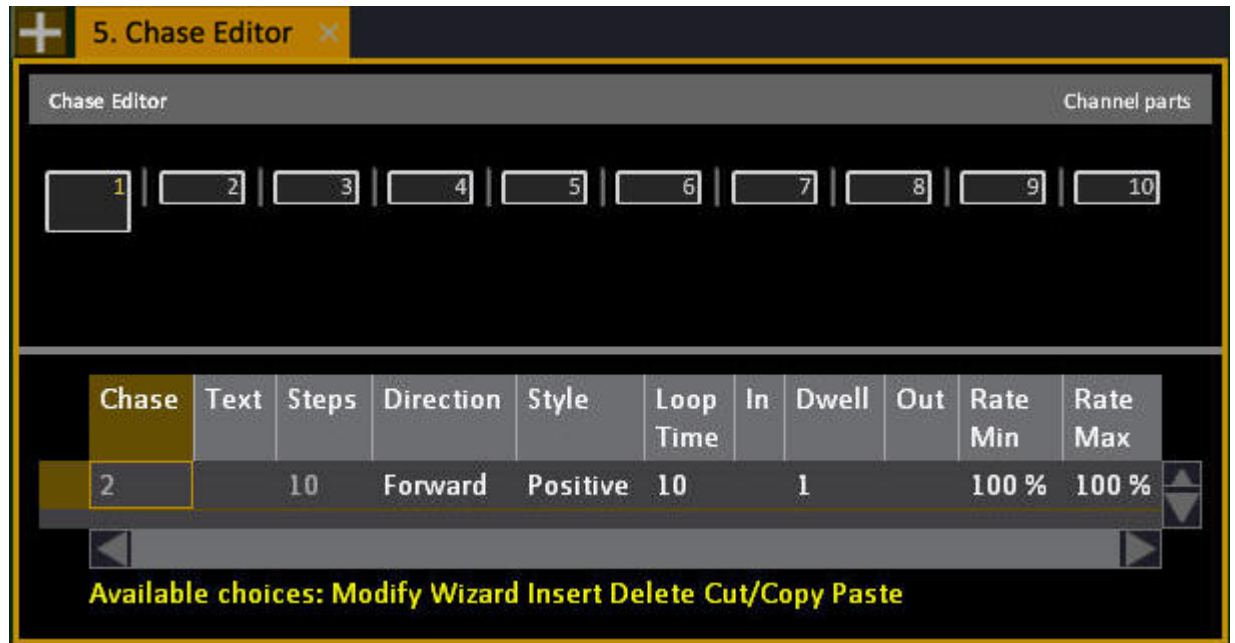 5. Chase Editor
Chase Editor Channel parts
1 2 3 4 5 6 7 8 9 10
Chase Text Steps Direction Style Loop Time In Dwell Out Rate Min Rate Max
2 10 Forward Positive 10 1 100 % 100 %
Available choices: Modify Wizard Insert Delete Cut/Copy Paste